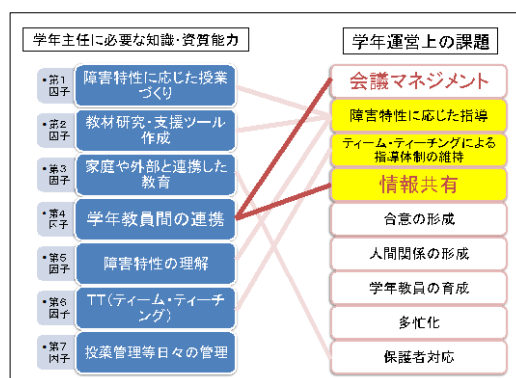 学年主任に必要な知識・資質能力
・第1
因子
障害特性に応じた授業
づくり
・第2
因子
教材研究・支援ツール
作成
・第3
因子
家庭や外部と連携した
教育
・第4
因子
学年教員間の連携
・第5
因子
障害特性の理解
・第6
因子
TT(ティーム・ティーチ
ング)
・第7
因子
投薬管理等日々の管理
学年運営上の課題
会議マネジメント
障害特性に応じた指導
ティーム・ティーチングによる
指導体制の維持
情報共有
合意の形成
人間関係の形成
学年教員の育成
多忙化
保護者対応